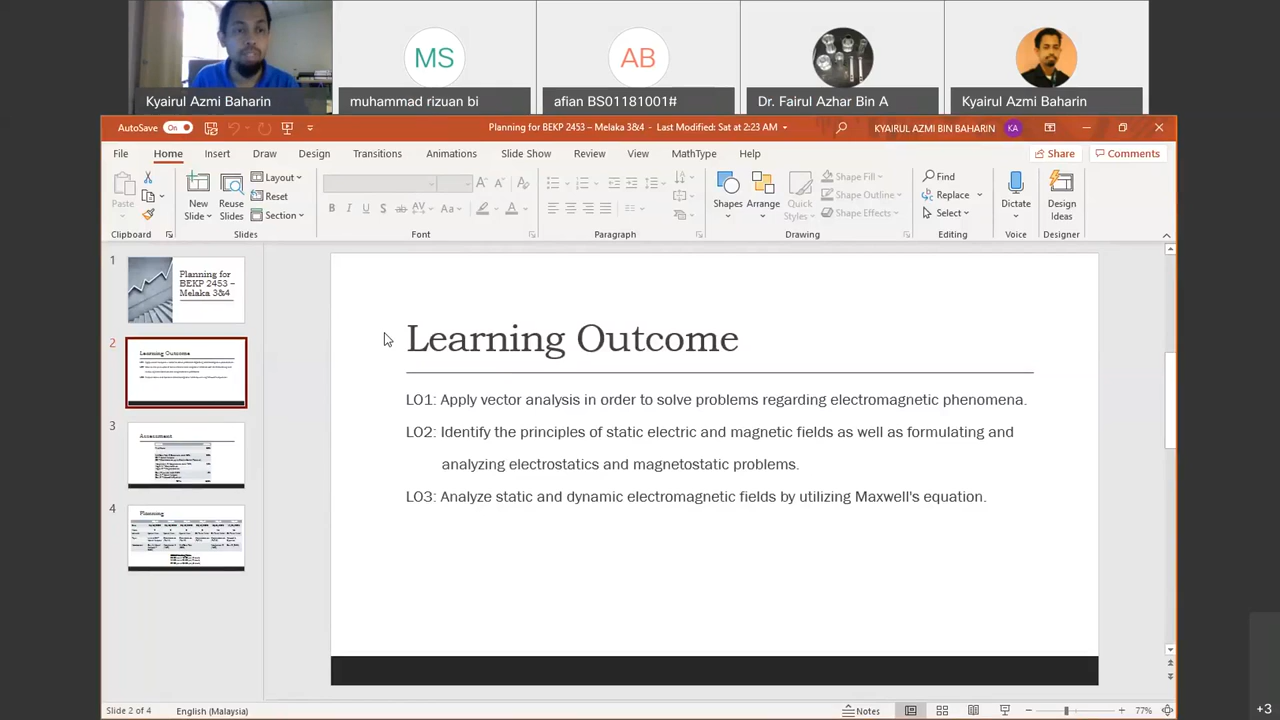 MS
AB
Kyairul Azmi Baharin
muhammad rizuan bi
afian BS01181001#
Dr. Fairul Azhar Bin A
Kyairul Azmi Baharin
AutoSave On
Planning for BEKP 2453 – Melaka 3&4 - Last Modified: Sat at 2:23 AM
KYAIRUL AZMI BIN BAHARIN KA
File Home Insert Draw Design Transitions Animations Slide Show Review View MathType Help
Share Comments
Paste
New
Slide
Reuse
Slides
Layout
Reset
Section
B I U S ab AV Aa A
Shapes
Arrange
Quick
Styles
Shape Fill
Shape Outline
Shape Effects
Find
Replace
Select
Dictate
Design
Ideas
Clipboard Slides Font Paragraph Drawing Editing Voice Designer
1
Planning for
BEKP 2453 –
Melaka 3&4
2
Learning Outcome
3
Assessment
4
Planning
Learning Outcome
LO1: Apply vector analysis in order to solve problems regarding electromagnetic phenomena.
LO2: Identify the principles of static electric and magnetic fields as well as formulating and
analyzing electrostatics and magnetostatic problems.
LO3: Analyze static and dynamic electromagnetic fields by utilizing Maxwell's equation.
Slide 2 of 4 English (Malaysia) Notes 77%
+3